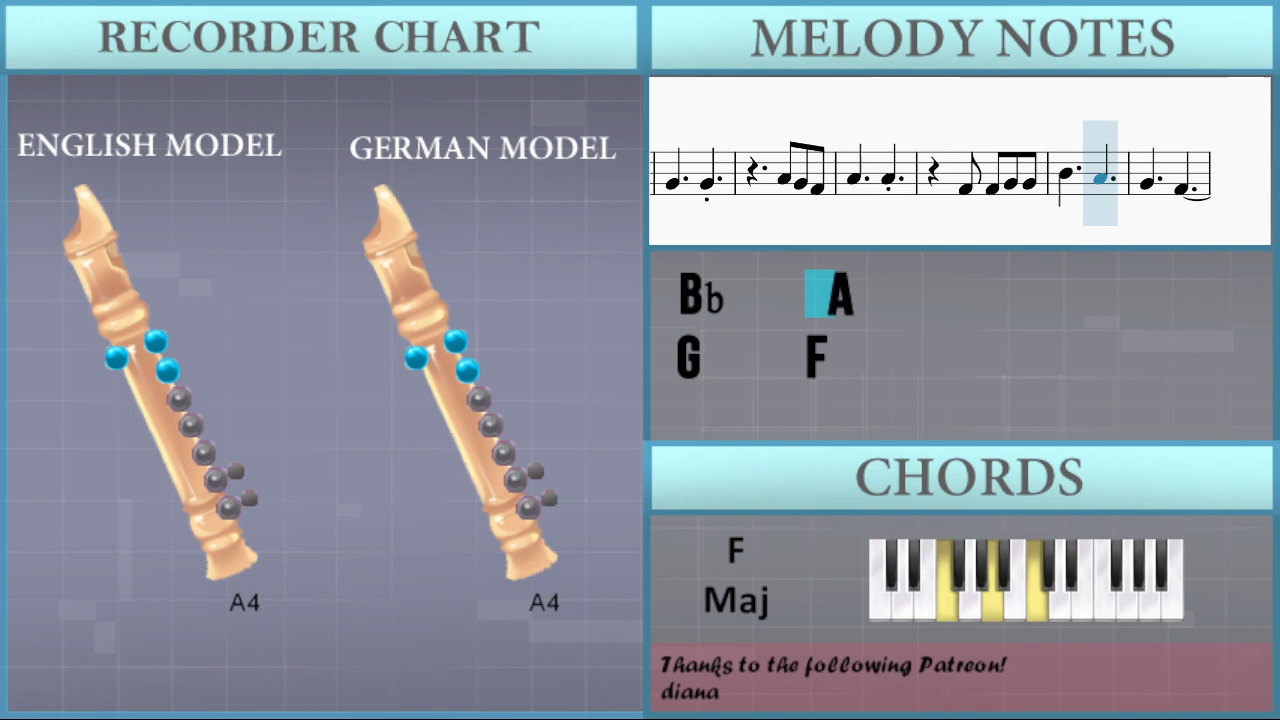 RECORDER CHART
ENGLISH MODEL
GERMAN MODEL
A4
A4
MELODY NOTES
Bb A
G F
CHORDS
F
Maj
Thanks to the following Patreon!
diana